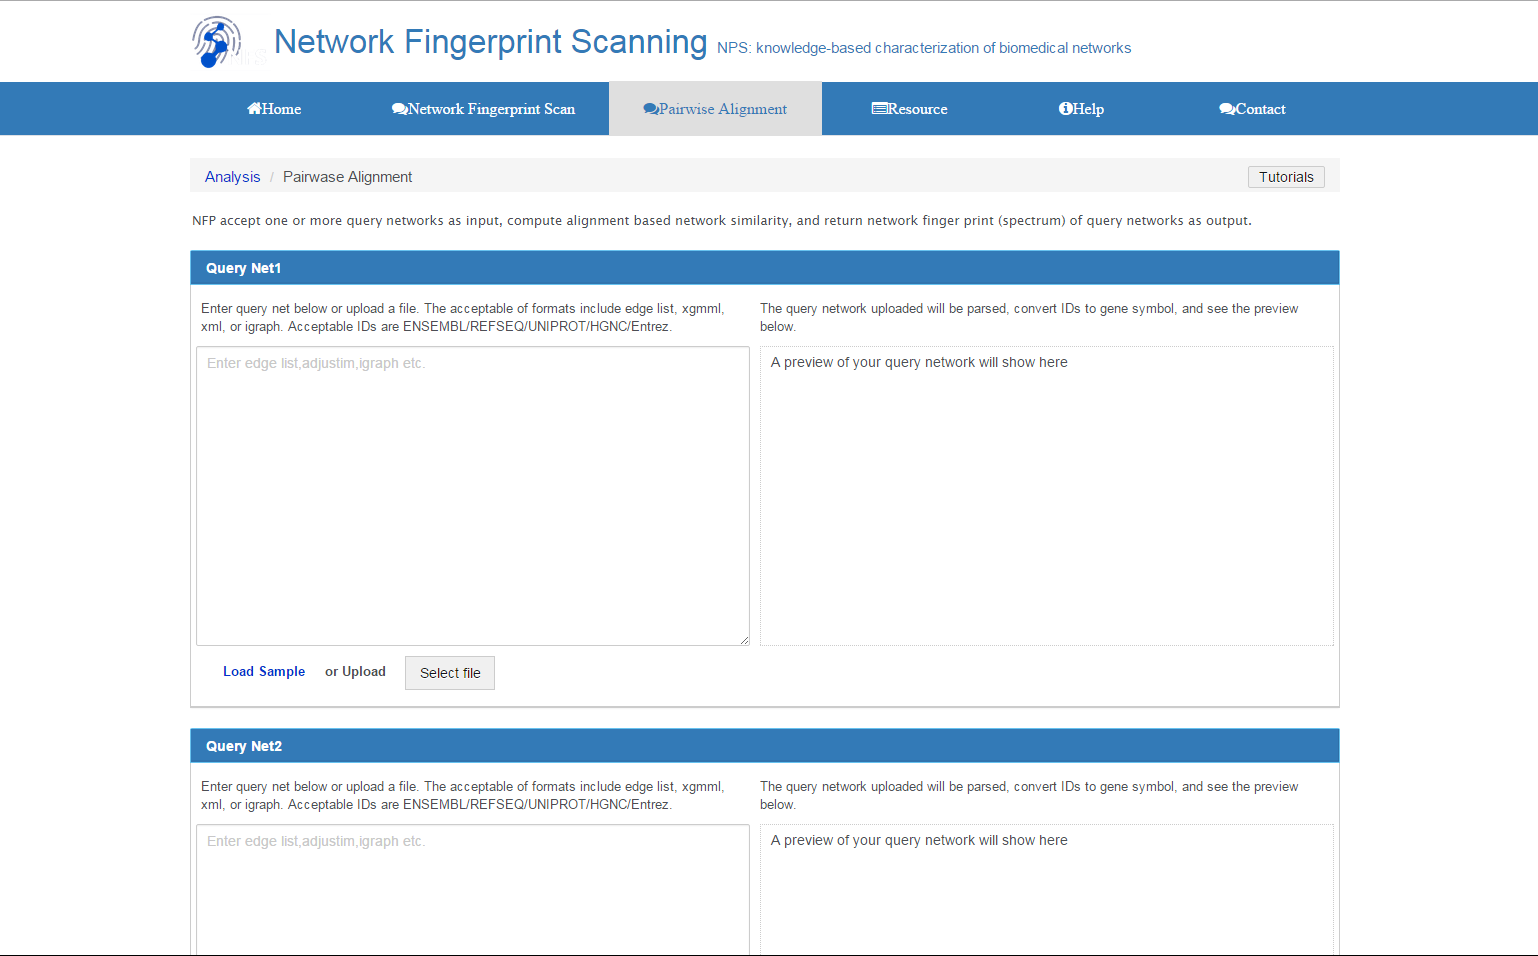 Network Fingerprint Scanning NPS: knowledge-based characterization of biomedical networks
Home Network Fingerprint Scan Pairwise Alignment Resource Help Contact
Analysis / Pairwase Alignment Tutorials
NFP accept one or more query networks as input, compute alignment based network similarity, and return network finger print (spectrum) of query networks as output.
Query Net1
Enter query net below or upload a file. The acceptable of formats include edge list, xgmml,
xml, or igraph. Acceptable IDs are ENSEMBL/REFSEQ/UNIPROT/HGNC/Entrez.
The query network uploaded will be parsed, convert IDs to gene symbol, and see the preview
below.
Enter edge list,adjustim,igraph etc.
A preview of your query network will show here
Load Sample or Upload Select file
Query Net2
Enter query net below or upload a file. The acceptable of formats include edge list, xgmml,
xml, or igraph. Acceptable IDs are ENSEMBL/REFSEQ/UNIPROT/HGNC/Entrez.
The query network uploaded will be parsed, convert IDs to gene symbol, and see the preview
below.
Enter edge list,adjustim,igraph etc.
A preview of your query network will show here